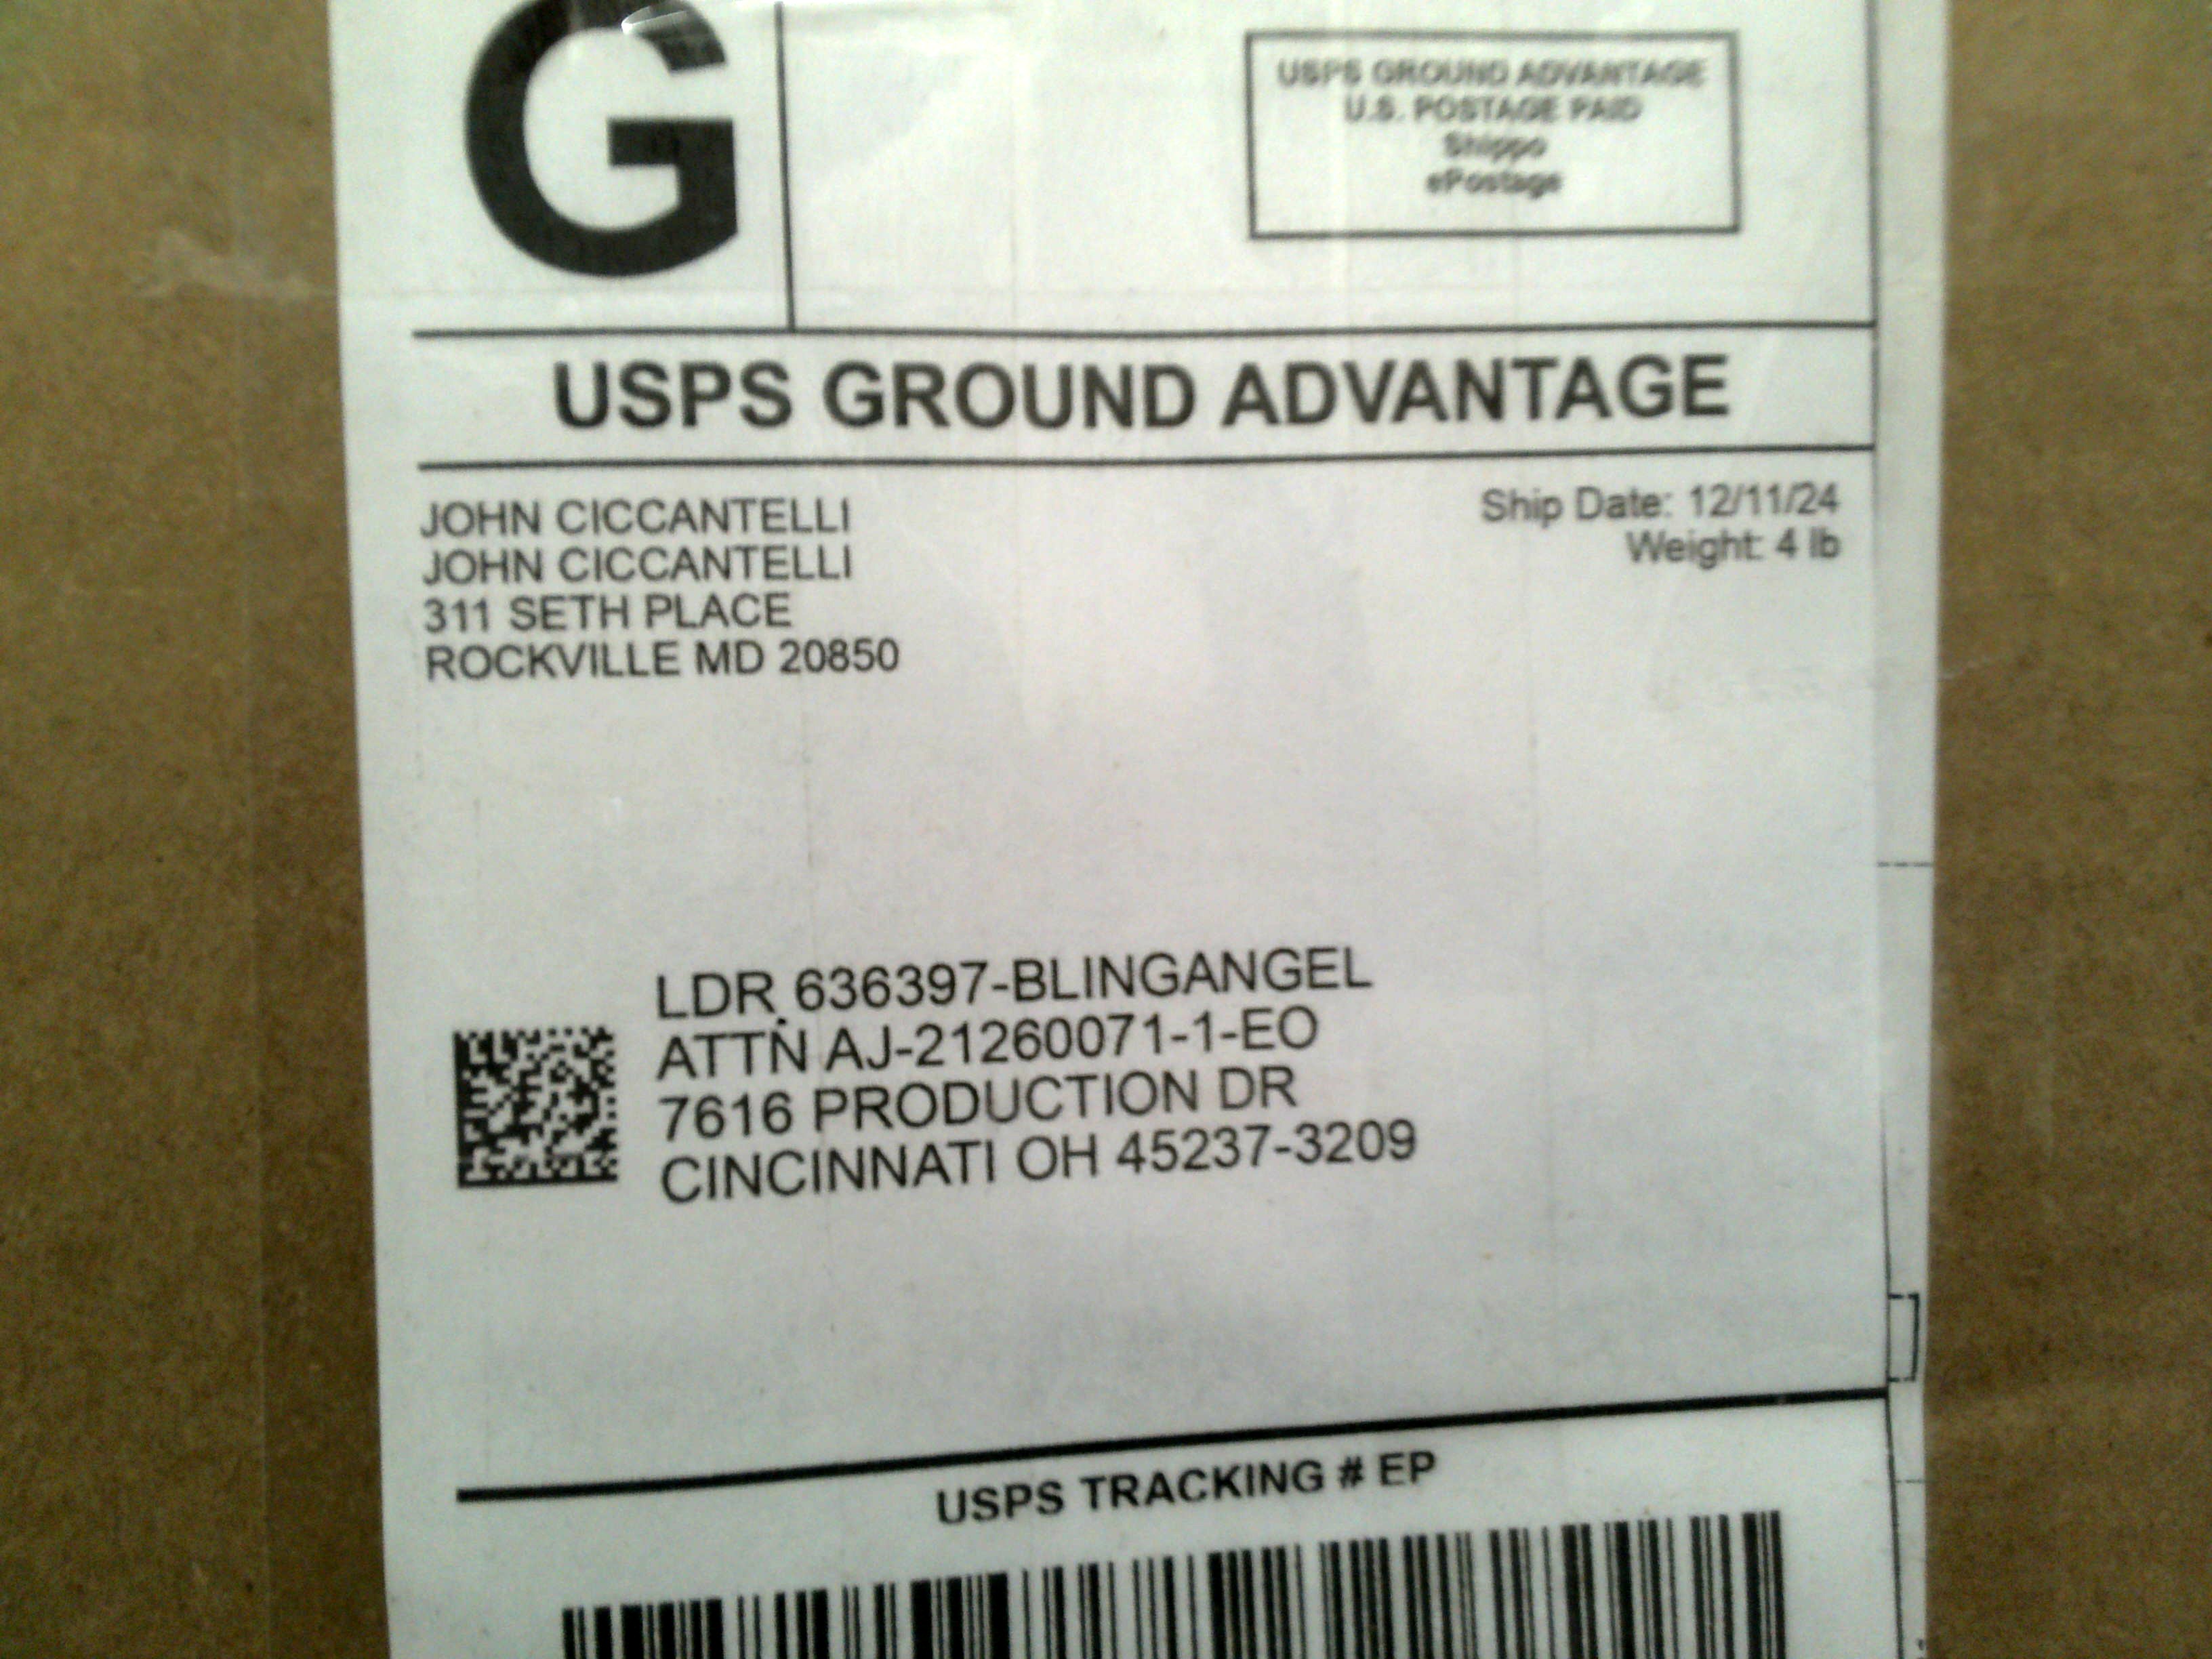 G
USPS GROUND ADVANTAGE
U.S. POSTAGE PAID
Shippo
ePostage
USPS GROUND ADVANTAGE
JOHN CICCANTELLI
JOHN CICCANTELLI
311 SETH PLACE
ROCKVILLE MD 20850
Ship Date: 12/11/24
Weight: 4 lb
LDR 636397-BLINGANGEL
ATTN AJ-21260071-1-EO
7616 PRODUCTION DR
CINCINNATI OH 45237-3209
USPS TRACKING # EP